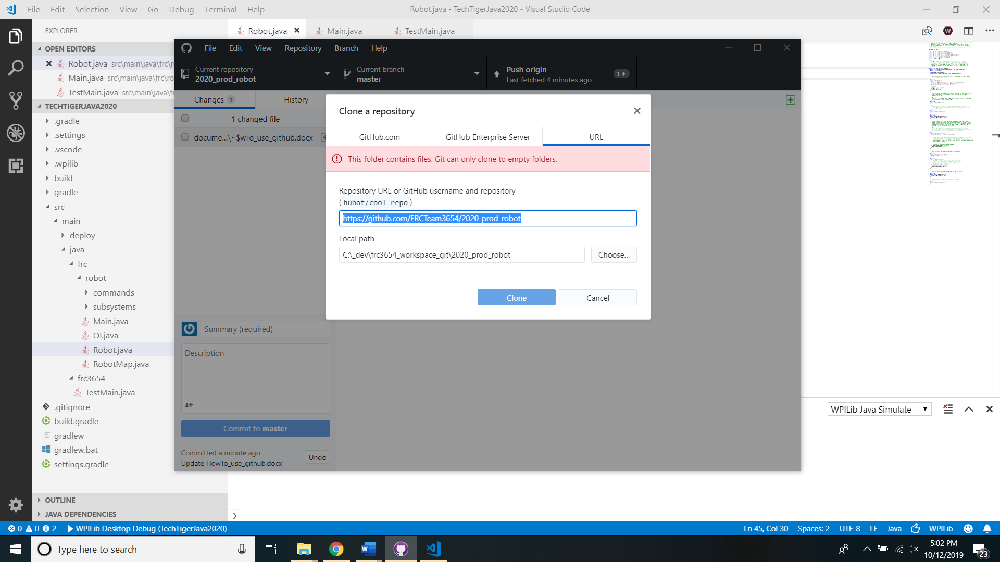 File Edit Selection View Go Debug Terminal Help
Robot.java - TechTigerJava2020 - Visual Studio Code
EXPLORER
Robot.java
Main.java
TestMain.java
OPEN EDITORS
Robot.java src\main\java\frc\r
Main.java src\main\java\frc\ro
TestMain.java src\main\java\fr
TECHTIGERJAVA2020
.gradle
.settings
.vscode
.wpilib
build
gradle
src
main
deploy
java
frc
robot
commands
subsystems
Main.java
OI.java
Robot.java
RobotMap.java
frc3654
TestMain.java
.gitignore
build.gradle
gradlew
gradlew.bat
settings.gradle
OUTLINE
JAVA DEPENDENCIES
File Edit View Repository Branch Help
Current repository
2020_prod_robot
Current branch
master
Push origin
Last fetched 4 minutes ago
1
Changes 1
History
1 changed file
docume...\~$wTo_use_github.docx
Summary (required)
Description
Commit to master
Committed a minute ago
Update HowTo_use_github.docx
Undo
Clone a repository
GitHub.com
GitHub Enterprise Server
URL
This folder contains files. Git can only clone to empty folders.
Repository URL or GitHub username and repository
(hubot/cool-repo)
https://github.com/FRCTeam3654/2020_prod_robot
Local path
C:\_dev\frc3654_workspace_git\2020_prod_robot
Choose...
Clone
Cancel
WPILib Java Simulate
0 0 2
WPILib Desktop Debug (TechTigerJava2020)
Ln 45, Col 30
Spaces: 2
UTF-8
LF
Java
WPILib
Type here to search
5:02 PM
10/12/2019
23